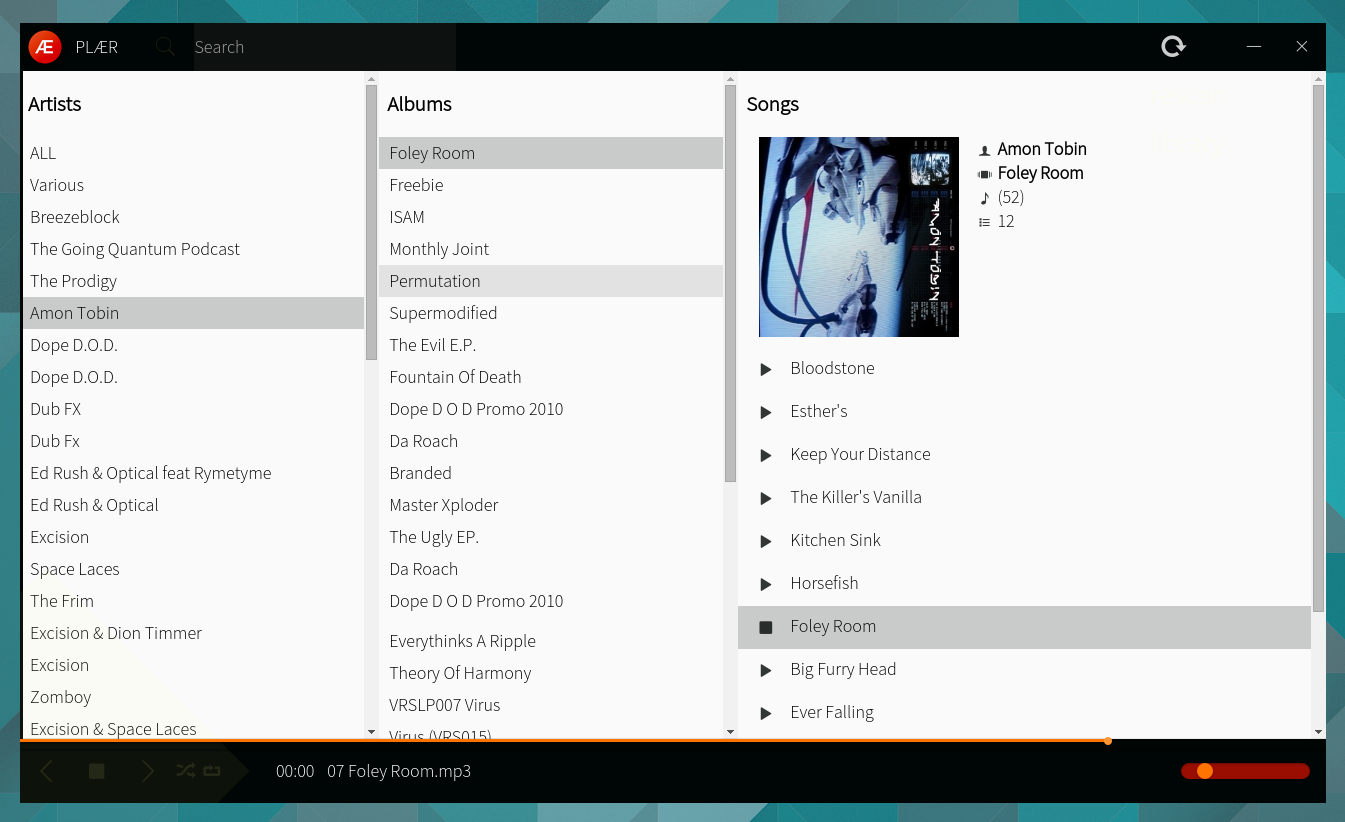 Æ PLÆR Search
Artists
ALL
Various
Breezeblock
The Going Quantum Podcast
The Prodigy
Amon Tobin
Dope D.O.D.
Dope D.O.D.
Dub FX
Dub Fx
Ed Rush & Optical feat Rymetyme
Ed Rush & Optical
Excision
Space Laces
The Frim
Excision & Dion Timmer
Excision
Zomboy
Excision & Space Laces
Albums
Foley Room
Freebie
ISAM
Monthly Joint
Permutation
Supermodified
The Evil E.P.
Fountain Of Death
Dope D O D Promo 2010
Da Roach
Branded
Master Xploder
The Ugly EP.
Da Roach
Dope D O D Promo 2010
Everythinks A Ripple
Theory Of Harmony
VRSLP007 Virus
Virus (VRS015)
Songs
AMON TOBIN
Amon Tobin
Foley Room
(52)
12
Bloodstone
Esther's
Keep Your Distance
The Killer's Vanilla
Kitchen Sink
Horsefish
Foley Room
Big Furry Head
Ever Falling
00:00 07 Foley Room.mp3